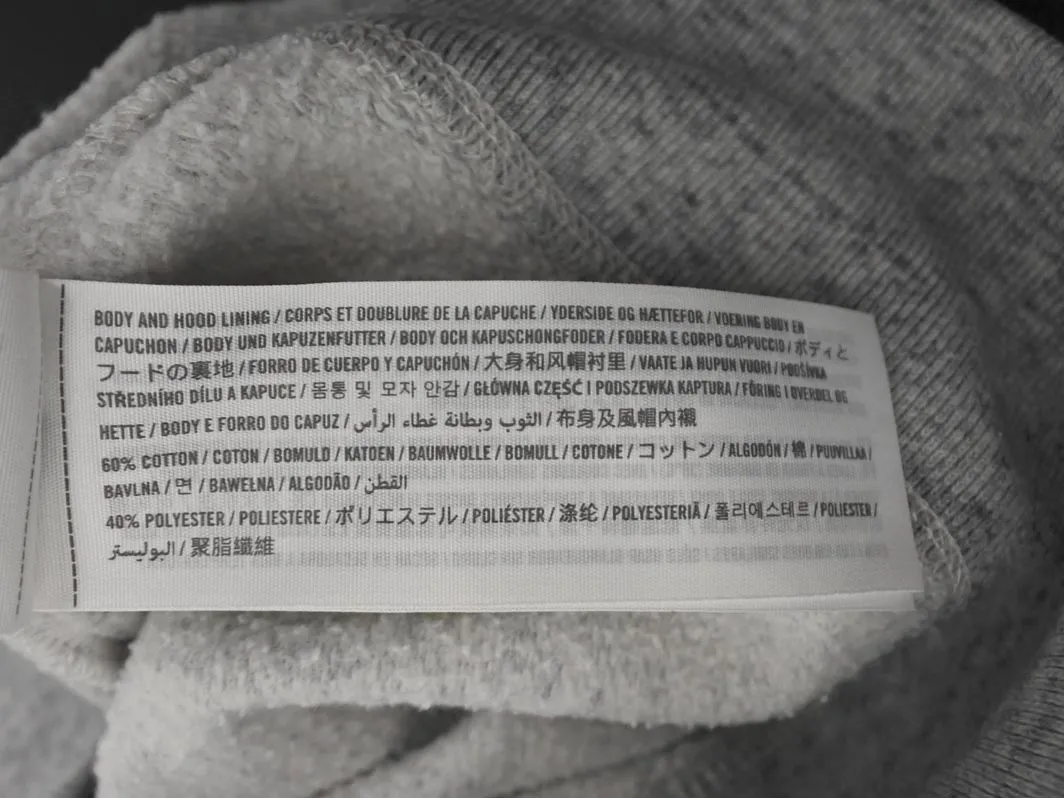 BODY AND HOOD LINING / CORPS ET DOUBLURE DE LA CAPUCHE / YDERSIDE OG HÆTTEFOR / VOERING BODY EN
CAPUCHON / BODY UND KAPUZENFUTTER / BODY OCH KAPUSCHONGFODER / FODERA E CORPO CAPPUCCIO / ボディと
フードの裏地 / FORRO DE CUERPO Y CAPUCHÓN / 大身和风帽衬里 / VAATE JA HUPUN VUORI / PODŠÍVKA
STŘEDNÍHO DÍLU A KAPUCE / 몸통 및 모자 안감 / GŁÓWNA CZĘŚĆ I PODSZEWKA KAPTURA / FÔRING I OVERDEL OG
HETTE / BODY E FORRO DO CAPUZ / الثوب وبطانة غطاء الرأس / 布身及風帽內襯
60% COTTON / COTON / BOMULD / KATOEN / BAUMWOLLE / BOMULL / COTONE / コットン / ALGODÓN / 棉 / PUUVILLAA /
BAVLNA / 면 / BAWEŁNA / ALGODÃO / القطن
40% POLYESTER / POLIESTERE / ポリエステル / POLIÉSTER / 涤纶 / POLYESTERIÄ / 폴리에스테르 / POLIESTER /
البوليستر / 聚脂纖維